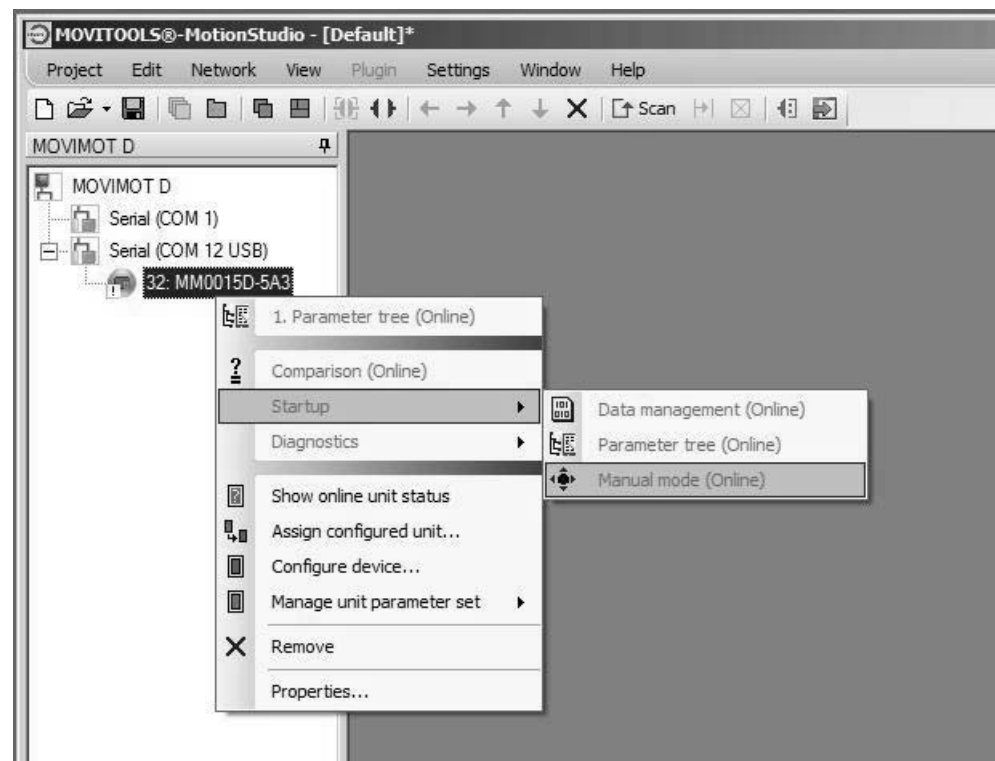 MOVITOOLS®-MotionStudio - [Default]*
Project Edit Network View Plugin Settings Window Help
Scan
MOVIMOT D
MOVIMOT D
Serial (COM 1)
Serial (COM 12 USB)
32: MM0015D-5A3
1. Parameter tree (Online)
Comparison (Online)
Startup
Data management (Online)
Diagnostics
Parameter tree (Online)
Manual mode (Online)
Show online unit status
Assign configured unit...
Configure device...
Manage unit parameter set
Remove
Properties...